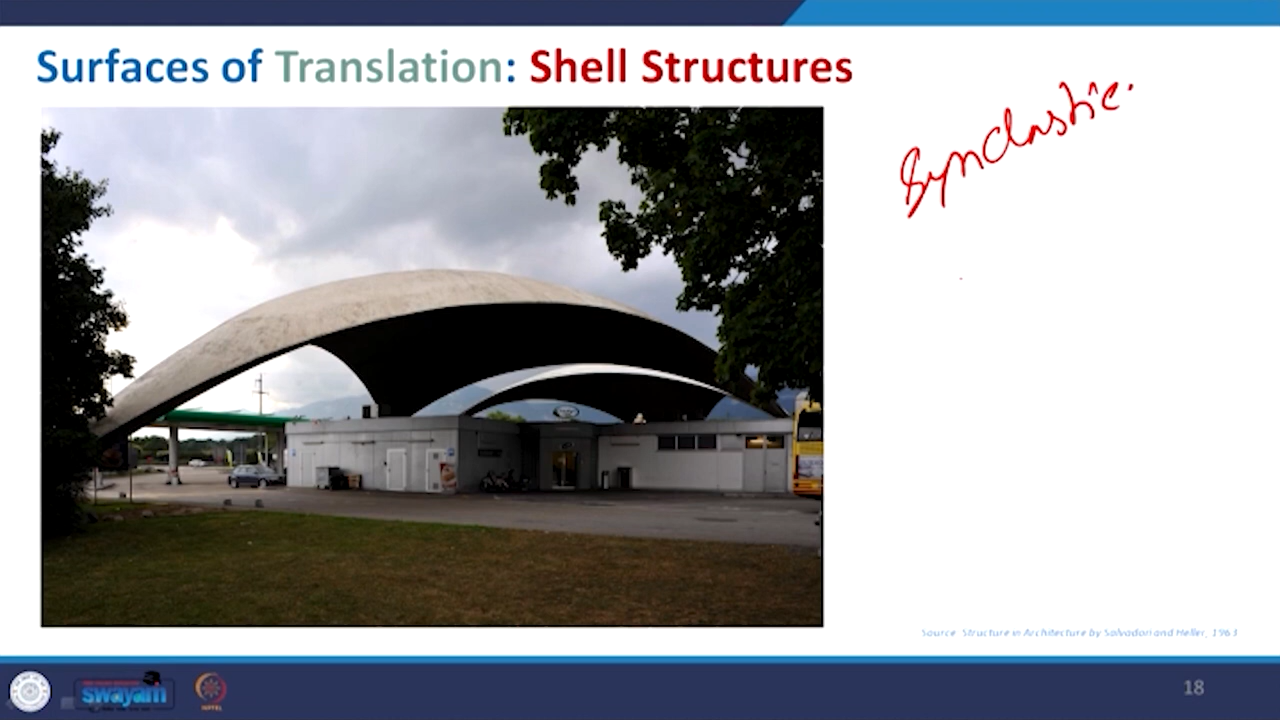 Surfaces of Translation: Shell Structures
Synclastic.
Source: Structure in Architecture by Salvadori and Heller, 1963
swayam
18